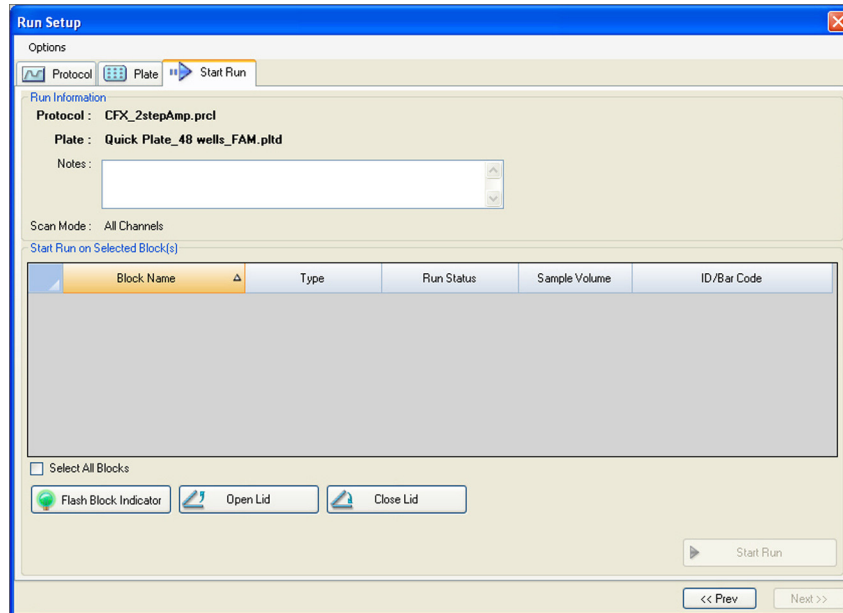 Run Setup
Options
Protocol Plate Start Run
Run Information
Protocol : CFX_2stepAmp.prcl
Plate : Quick Plate_48 wells_FAM.pltd
Notes :
Scan Mode : All Channels
Start Run on Selected Block(s)
Block Name Type Run Status Sample Volume ID/Bar Code
Select All Blocks
Flash Block Indicator Open Lid Close Lid
Start Run
<< Prev Next >>